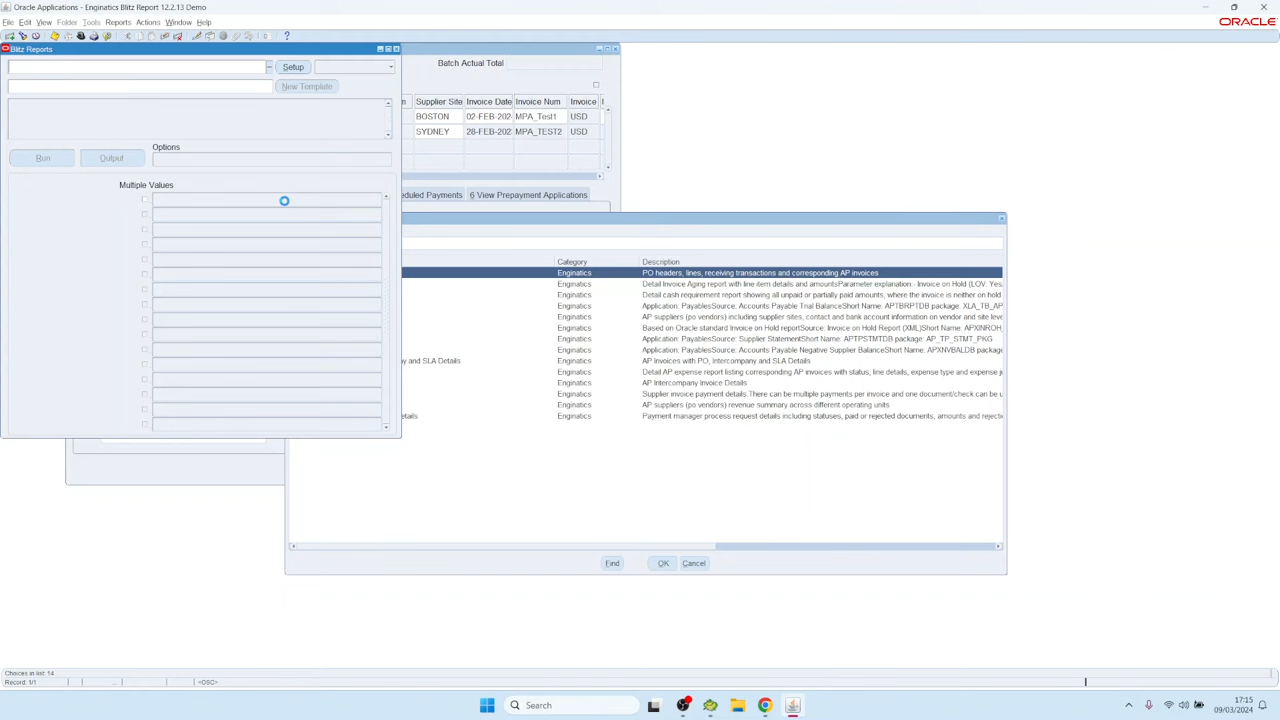 Oracle Applications - Enginatics Blitz Report 12.2.13 Demo
File Edit View Folder Tools Reports Actions Window Help
ORACLE
Blitz Reports
Setup
Batch Actual Total
New Template
Supplier Site Invoice Date Invoice Num Invoice
BOSTON 02-FEB-202 MPA_Test1 USD
SYDNEY 28-FEB-202 MPA_TEST2 USD
Options
Run Output
Multiple Values
eduled Payments 6 View Prepayment Applications
Category Description
Enginatics PO headers, lines, receiving transactions and corresponding AP invoices
Enginatics Detail Invoice Aging report with line item details and amountsParameter explanation:- Invoice on Hold (LOV: Yes
Enginatics Detail cash requirement report showing all unpaid or partially paid amounts, where the invoice is neither on hold
Enginatics Application: PayablesSource: Accounts Payable Trial BalanceShort Name: APTBRPTDB package: XLA_TB_AP
Enginatics AP suppliers (po vendors) including supplier sites, contact and bank account information on vendor and site leve
Enginatics Based on Oracle standard Invoice on Hold reportSource: Invoice on Hold Report (XML)Short Name: APXINROH_
Enginatics Application: PayablesSource: Supplier StatementShort Name: APTPSTMTDB package: AP_TP_STMT_PKG
Enginatics Application: PayablesSource: Accounts Payable Negative Supplier BalanceShort Name: APXNVBALDB package
y and SLA Details Enginatics AP Invoices with PO, Intercompany and SLA Details
Enginatics Detail AP expense report listing corresponding AP invoices with status, line details, expense type and expense ju
Enginatics AP Intercompany Invoice Details
Enginatics Supplier invoice payment details.There can be multiple payments per invoice and one document/check can be u
Enginatics AP suppliers (po vendors) revenue summary across different operating units
etails Enginatics Payment manager process request details including statuses, paid or rejected documents, amounts and rejecti
Find OK Cancel
Choices in list: 14
Record: 1/1 ... <OSC>
Search
17:15
09/03/2024